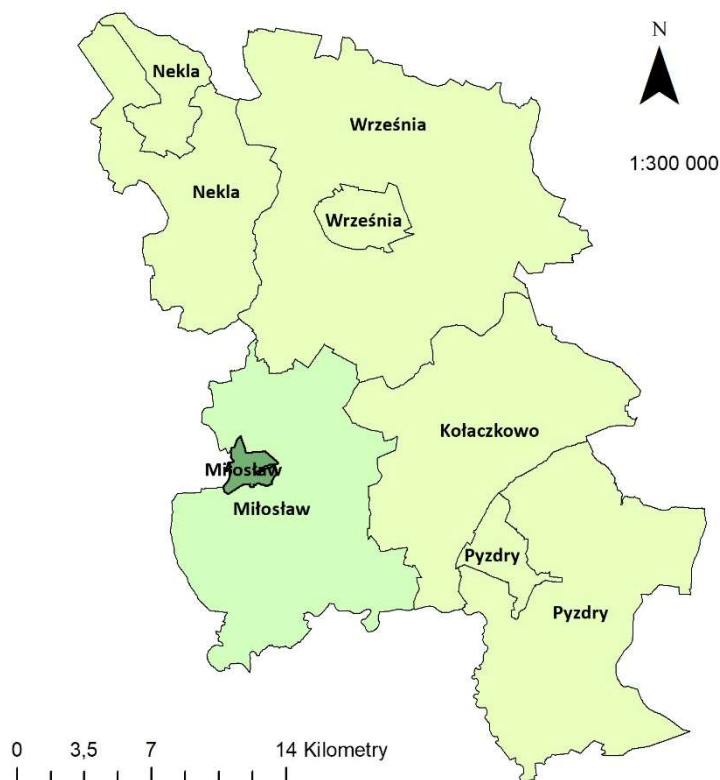 N
Nekla
Września
1:300 000
Nekla
Września
Kołaczkowo
Miłosław
Miłosław
Pyzdry
Pyzdry
0 3,5 7 14 Kilometry